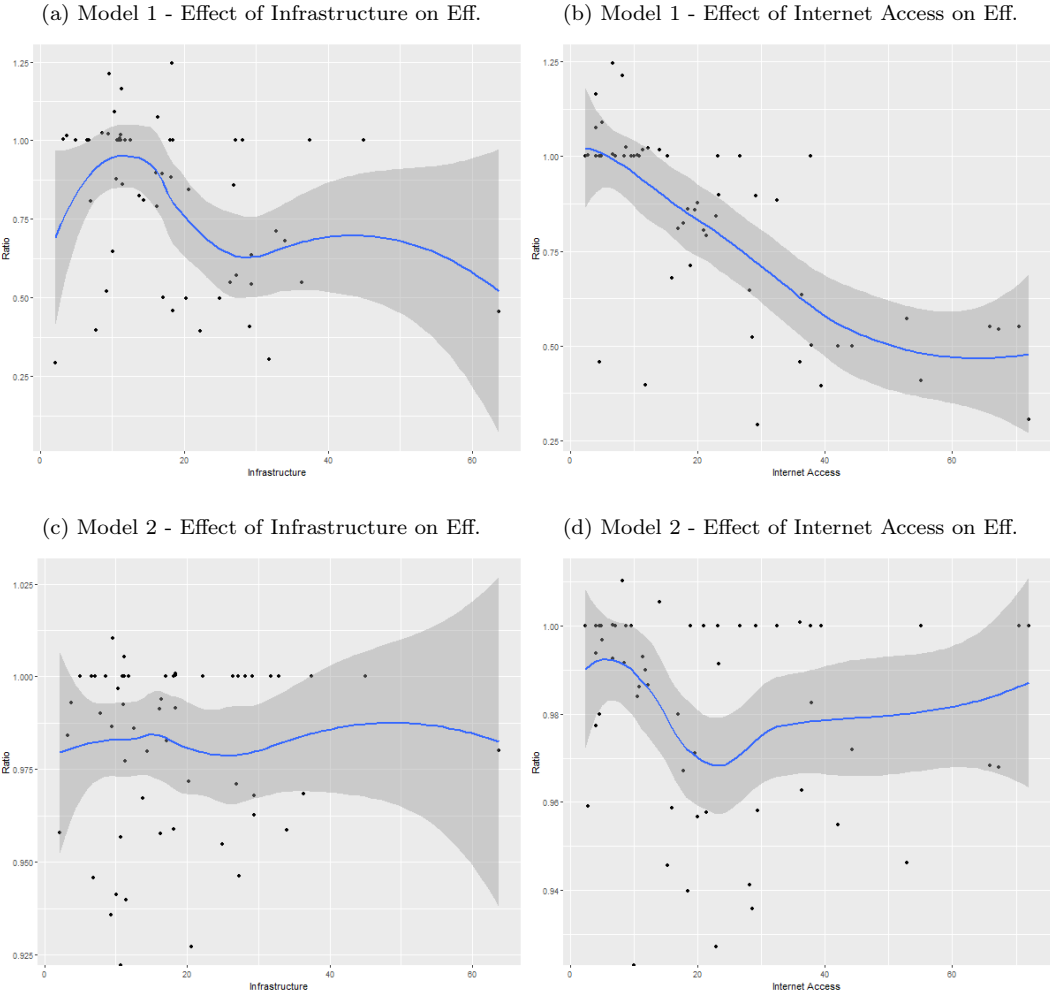 (a) Model 1 - Effect of Infrastructure on Eff.
1.25
1.00
0.75
0.50
0.25
Ratio
0 20 40 60
Infrastructure
(b) Model 1 - Effect of Internet Access on Eff.
1.25
1.00
0.75
0.50
0.25
Ratio
0 20 40 60
Internet Access
(c) Model 2 - Effect of Infrastructure on Eff.
1.025
1.000
0.975
0.950
0.925
Ratio
0 20 40 60
Infrastructure
(d) Model 2 - Effect of Internet Access on Eff.
1.00
0.98
0.96
0.94
Ratio
0 20 40 60
Internet Access